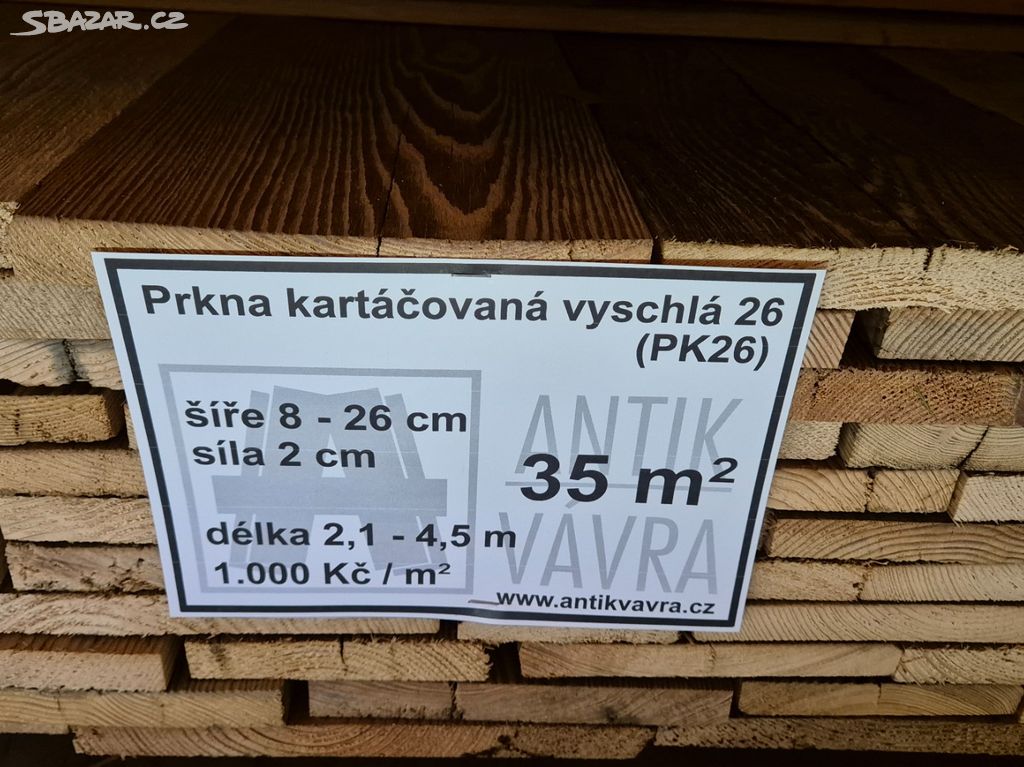 SBAZAR.CZ
Prkna kartáčovaná vyschlá 26
(PK26)
šíře 8 - 26 cm
síla 2 cm
ANTIK
35 m²
VÁVRA
délka 2,1 - 4,5 m
1.000 Kč / m²
www.antikvavra.cz